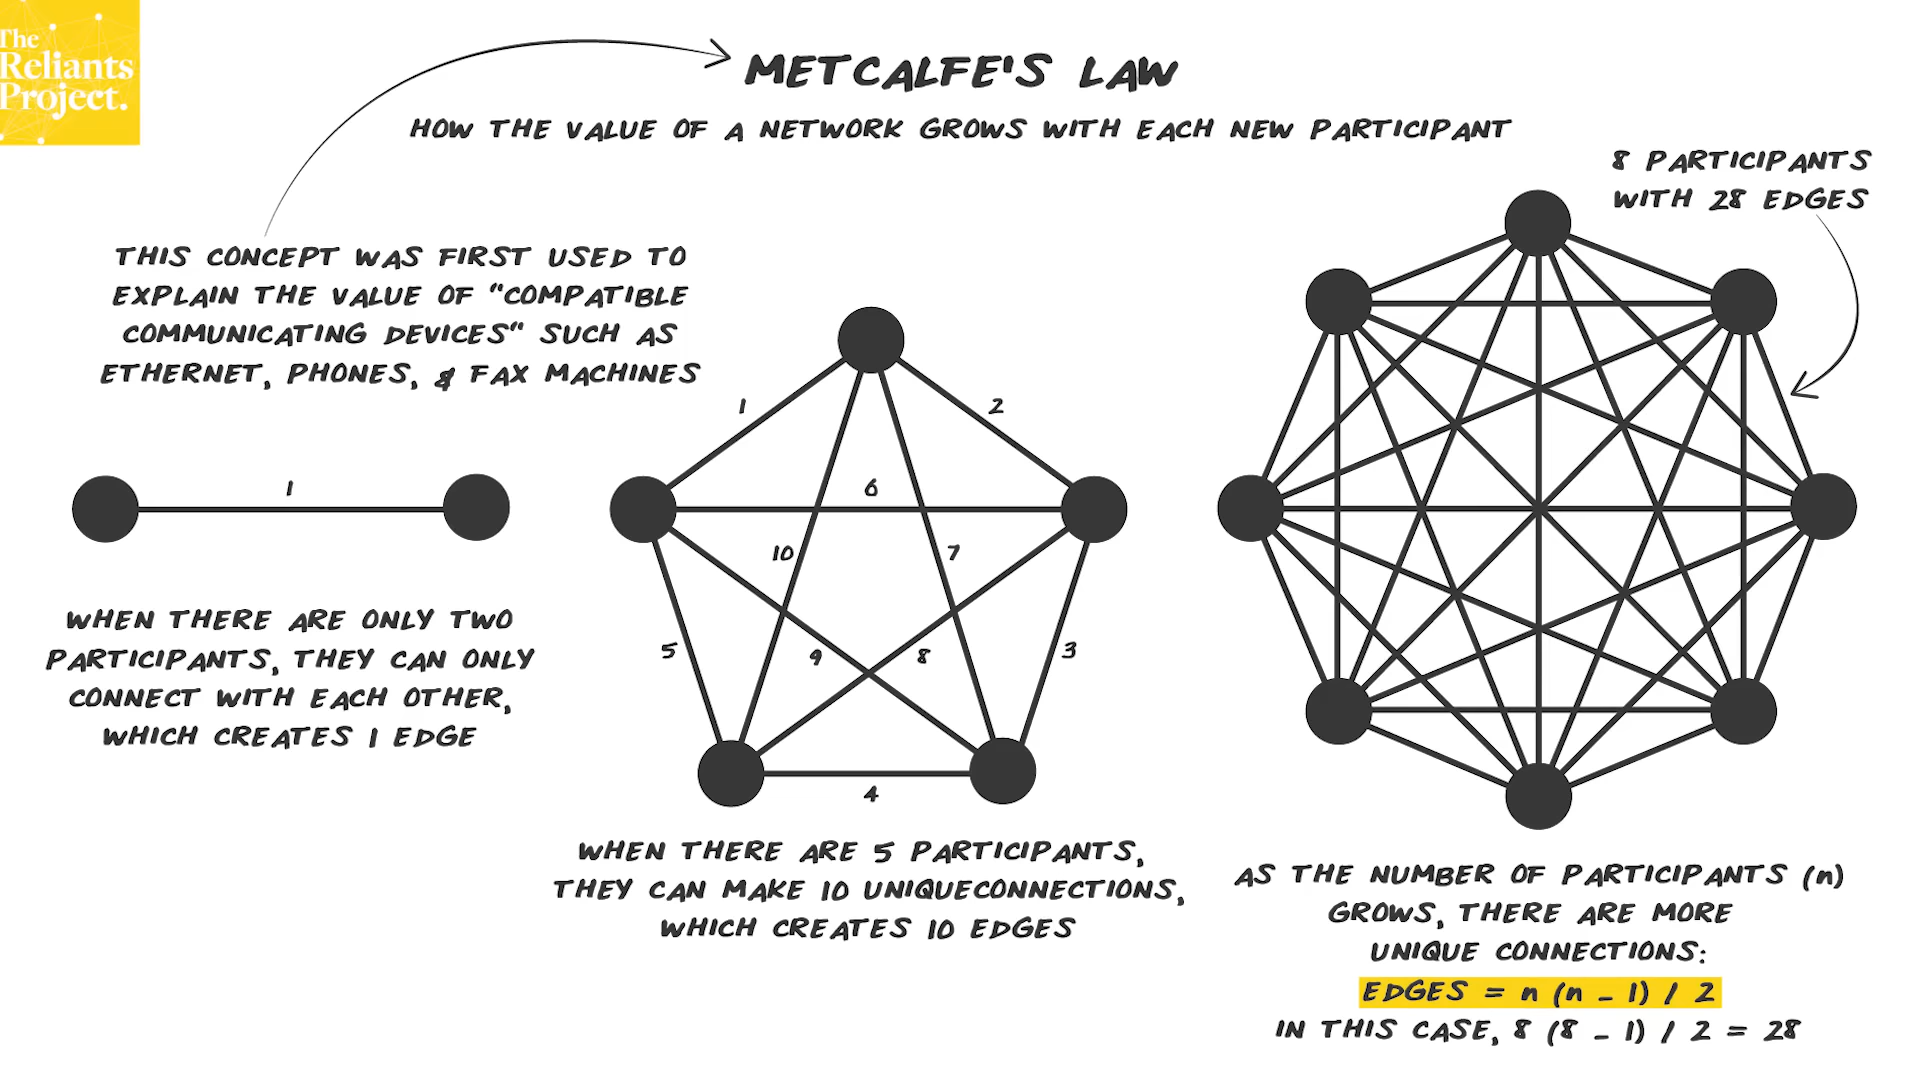 The
Reliants
Project.
METCALFE'S LAW
HOW THE VALUE OF A NETWORK GROWS WITH EACH NEW PARTICIPANT
THIS CONCEPT WAS FIRST USED TO
EXPLAIN THE VALUE OF "COMPATIBLE
COMMUNICATING DEVICES" SUCH AS
ETHERNET, PHONES, & FAX MACHINES
1
WHEN THERE ARE ONLY TWO
PARTICIPANTS, THEY CAN ONLY
CONNECT WITH EACH OTHER,
WHICH CREATES 1 EDGE
1
2
6
10
7
5
9
8
3
4
WHEN THERE ARE 5 PARTICIPANTS,
THEY CAN MAKE 10 UNIQUECONNECTIONS,
WHICH CREATES 10 EDGES
8 PARTICIPANTS
WITH 28 EDGES
AS THE NUMBER OF PARTICIPANTS (n)
GROWS, THERE ARE MORE
UNIQUE CONNECTIONS:
EDGES = n (n - 1) / 2
IN THIS CASE, 8 (8 - 1) / 2 = 28